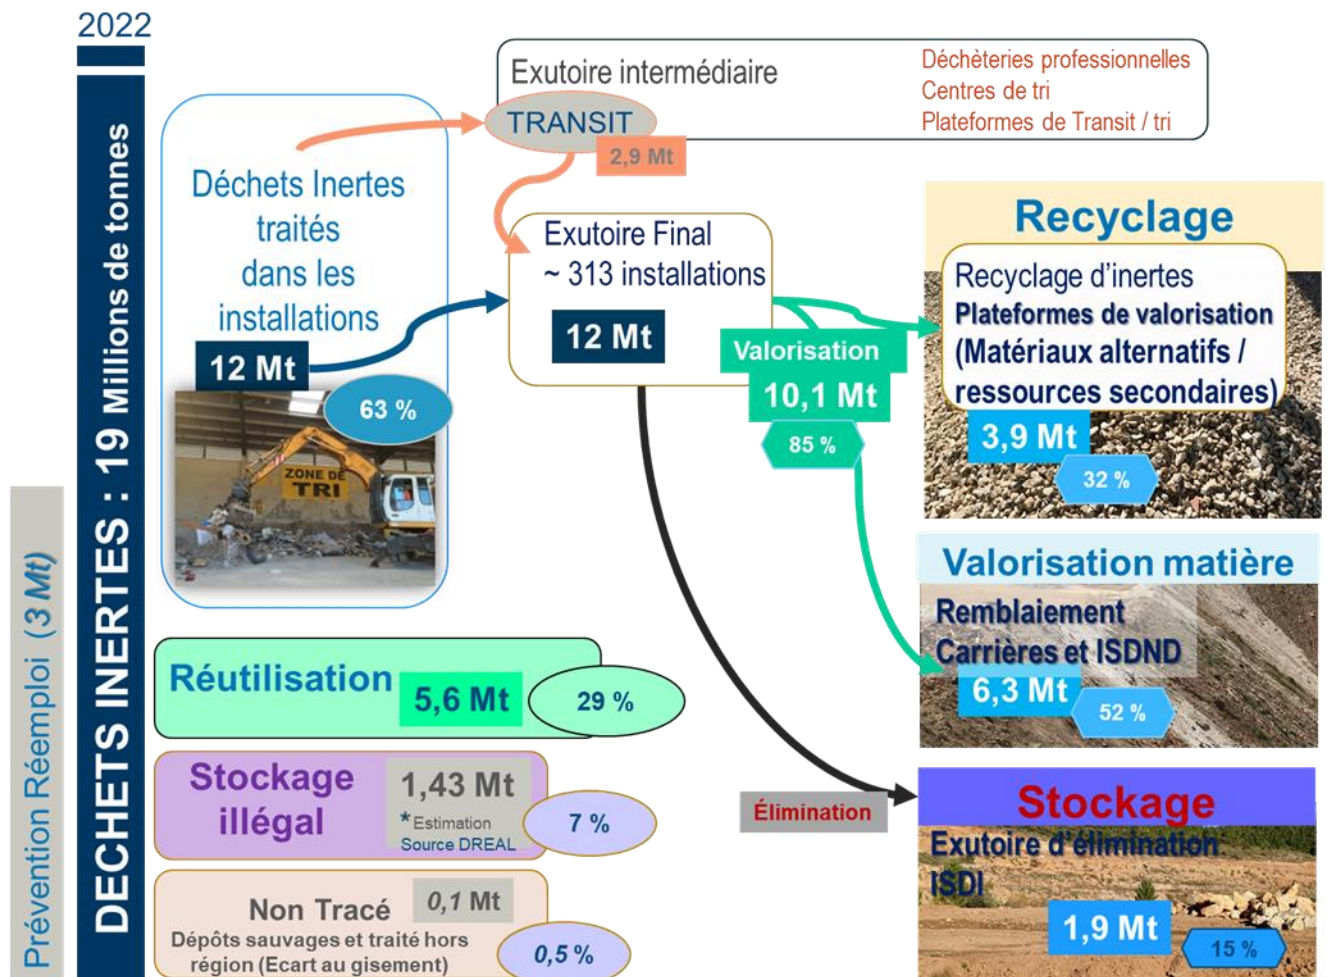 2022
DECHETS INERTES : 19 Millions de tonnes
Prévention Réemploi (3 Mt)
Exutoire intermédiaire
TRANSIT
2,9 Mt
Déchèteries professionnelles
Centres de tri
Plateformes de Transit / tri
Déchets Inertes
traités
dans les
installations
12 Mt
63 %
ZONE DE
TRI
Exutoire Final
~ 313 installations
12 Mt
Valorisation
10,1 Mt
85 %
Recyclage
Recyclage d’inertes
Plateformes de valorisation
(Matériaux alternatifs /
ressources secondaires)
3,9 Mt
32 %
Valorisation matière
Remblaiement
Carrières et ISDND
6,3 Mt
52 %
Réutilisation
5,6 Mt
29 %
Stockage
illégal
1,43 Mt
* Estimation
Source DREAL
7 %
Non Tracé
0,1 Mt
Dépôts sauvages et traité hors
région (Ecart au gisement)
0,5 %
Élimination
Stockage
Exutoire d’élimination
ISDI
1,9 Mt
15 %